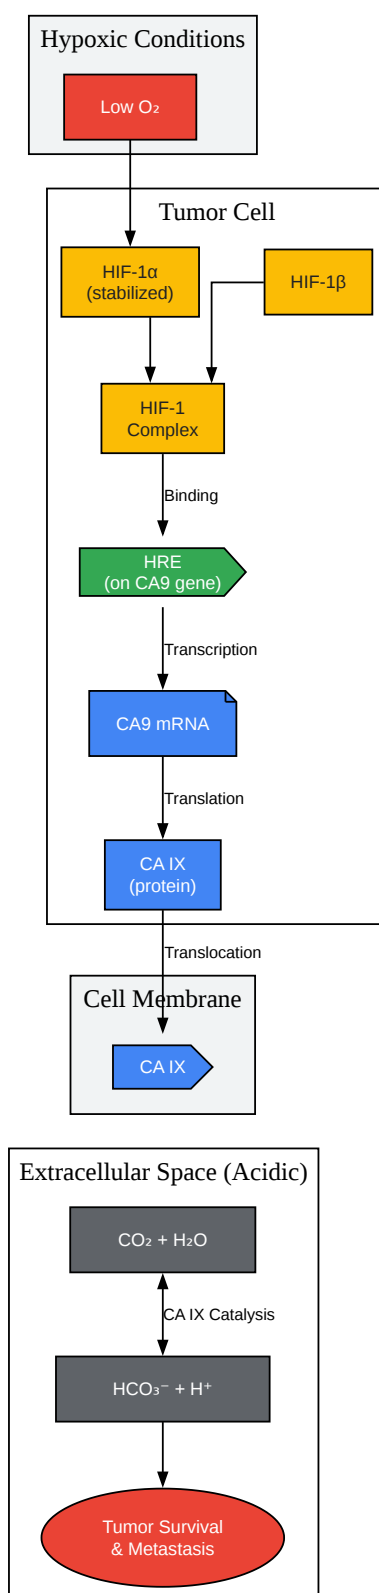 Hypoxic Conditions
Low O₂
Tumor Cell
HIF-1α
(stabilized)
HIF-1β
HIF-1
Complex
Binding
HRE
(on CA9 gene)
Transcription
CA9 mRNA
Translation
CA IX
(protein)
Translocation
Cell Membrane
CA IX
Extracellular Space (Acidic)
CO₂ + H₂O
CA IX Catalysis
HCO₃⁻ + H⁺
Tumor Survival
& Metastasis